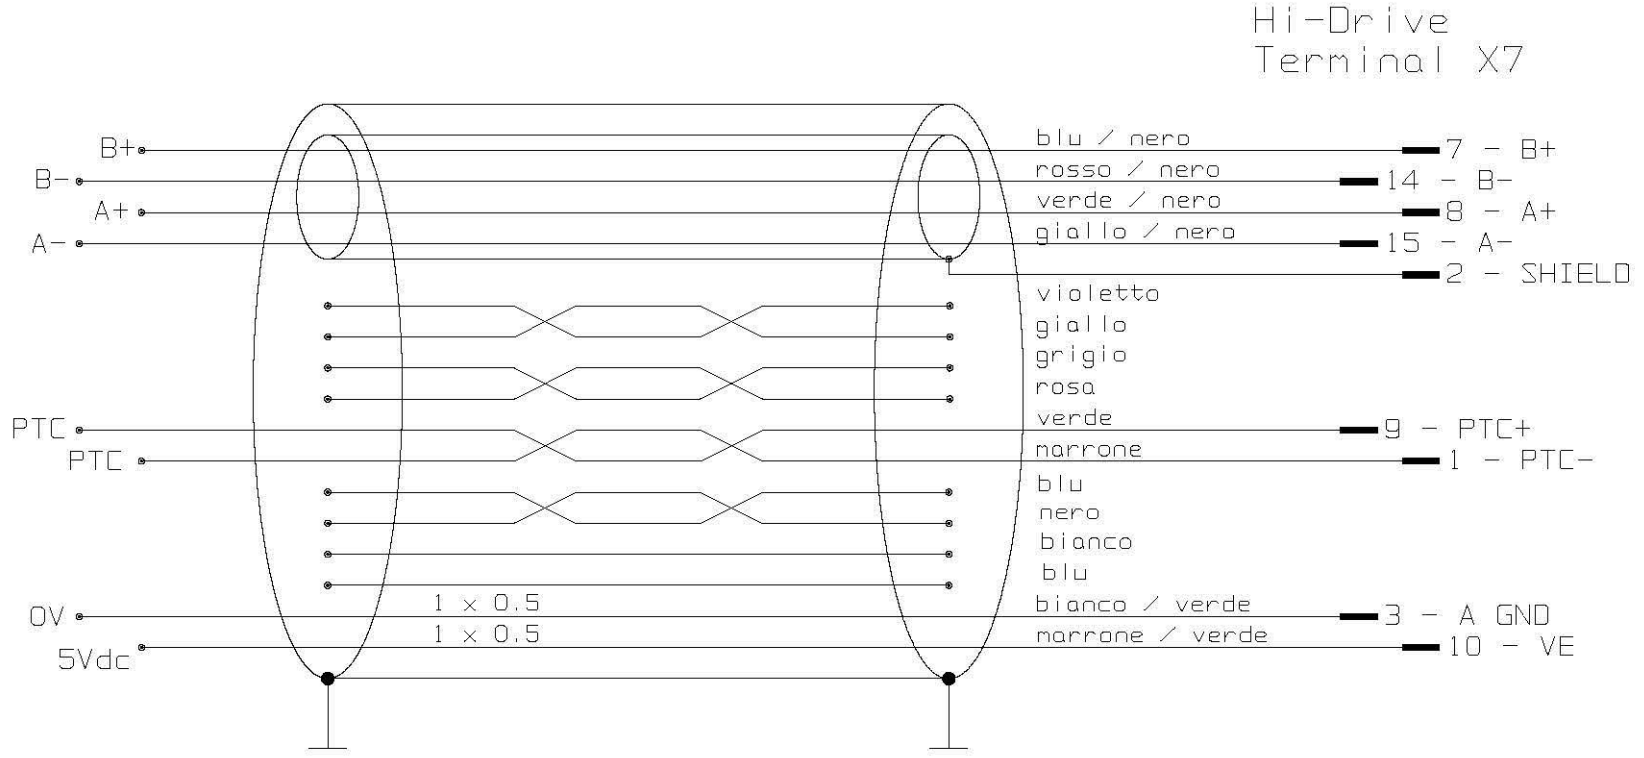 Hi-Drive
Terminal X7
B+ blu / nero 7 - B+
B- rosso / nero 14 - B-
A+ verde / nero 8 - A+
A- giallo / nero 15 - A-
2 - SHIELD
violetto
giallo
grigio
rosa
PTC verde 9 - PTC+
PTC marrone 1 - PTC-
blu
nero
bianco
blu
0V 1 x 0.5 bianco / verde 3 - A GND
5Vdc 1 x 0.5 marrone / verde 10 - VE